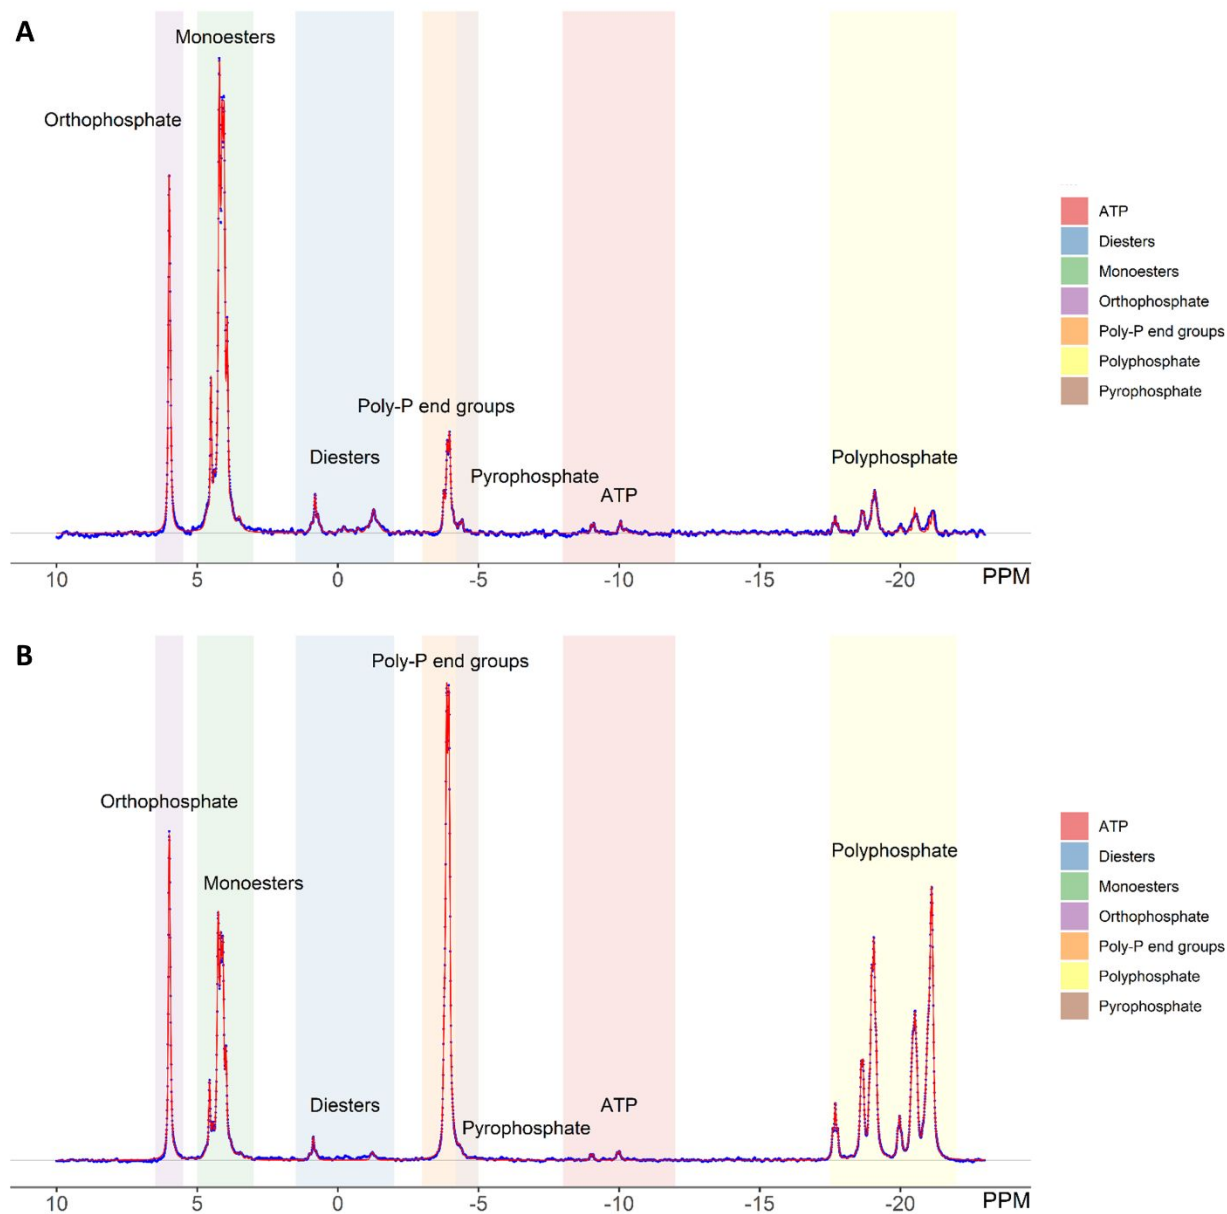 A
Monoesters
Orthophosphate
Poly-P end groups
Diesters
Pyrophosphate
ATP
Polyphosphate
10 5 0 -5 -10 -15 -20 PPM
ATP
Diesters
Monoesters
Orthophosphate
Poly-P end groups
Polyphosphate
Pyrophosphate
B
Poly-P end groups
Orthophosphate
Monoesters
Polyphosphate
Diesters
ATP
Pyrophosphate
10 5 0 -5 -10 -15 -20 PPM
ATP
Diesters
Monoesters
Orthophosphate
Poly-P end groups
Polyphosphate
Pyrophosphate